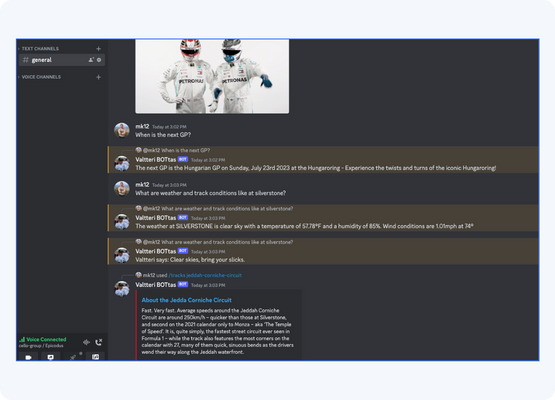 TEXT CHANNELS
general
VOICE CHANNELS
PETRONAS PETRONAS
mk12 Today at 3:02 PM
When is the next GP?
@mk12 When is the next GP?
Valtteri BOTtas BOT Today at 3:02 PM
The next GP is the Hungarian GP on Sunday, July 23rd 2023 at the Hungaroring - Experience the twists and turns of the iconic Hungaroring!
mk12 Today at 3:03 PM
What are weather and track conditions like at silverstone?
@mk12 What are weather and track conditions like at silverstone?
Valtteri BOTtas BOT Today at 3:03 PM
The weather at SILVERSTONE is clear sky with a temperature of 57.78°F and a humidity of 85%. Wind conditions are 1.01mph at 74°
@mk12 What are weather and track conditions like at silverstone?
Valtteri BOTtas BOT Today at 3:03 PM
Valtteri says: Clear skies, bring your slicks.
mk12 used /tracks jeddah-corniche-circuit
Valtteri BOTtas BOT Today at 3:03 PM
About the Jedda Corniche Circuit
Fast. Very fast. Average speeds around the Jeddah Corniche
Circuit are around 250km/h – quicker than those at Silverstone,
and second on the 2021 calendar only to Monza – aka 'The Temple
of Speed'. It is, quite simply, the fastest street circuit ever seen in
Formula 1 – while the track also features the most corners on the
calendar with 27, many of them quick, sinuous bends as the drivers
wend their way along the Jeddah waterfront.
Voice Connected